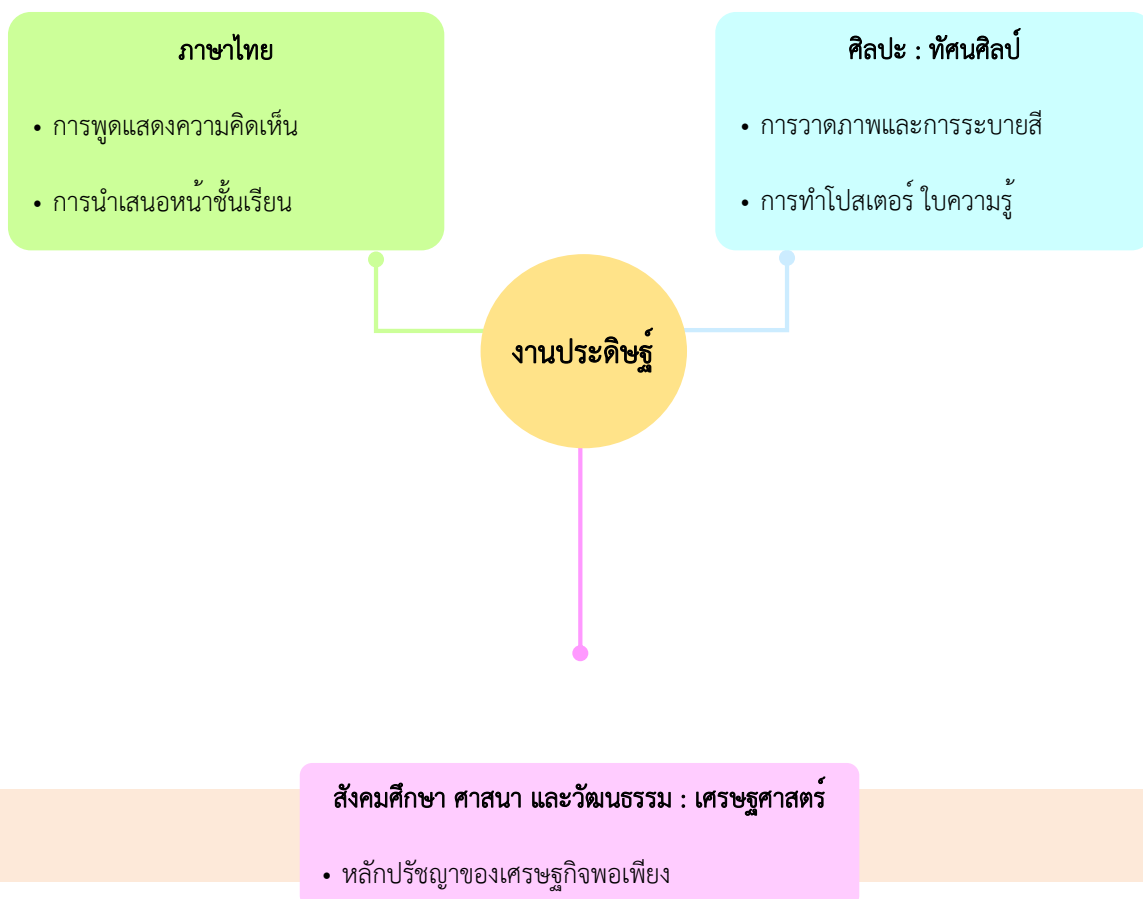 ภาษาไทย
• การพูดแสดงความคิดเห็น
• การนำเสนอหน้าชั้นเรียน
ศิลปะ : ทัศนศิลป์
• การวาดภาพและการระบายสี
• การทำโปสเตอร์ ใบความรู้
งานประดิษฐ์
สังคมศึกษา ศาสนา และวัฒนธรรม : เศรษฐศาสตร์
• หลักปรัชญาของเศรษฐกิจพอเพียง